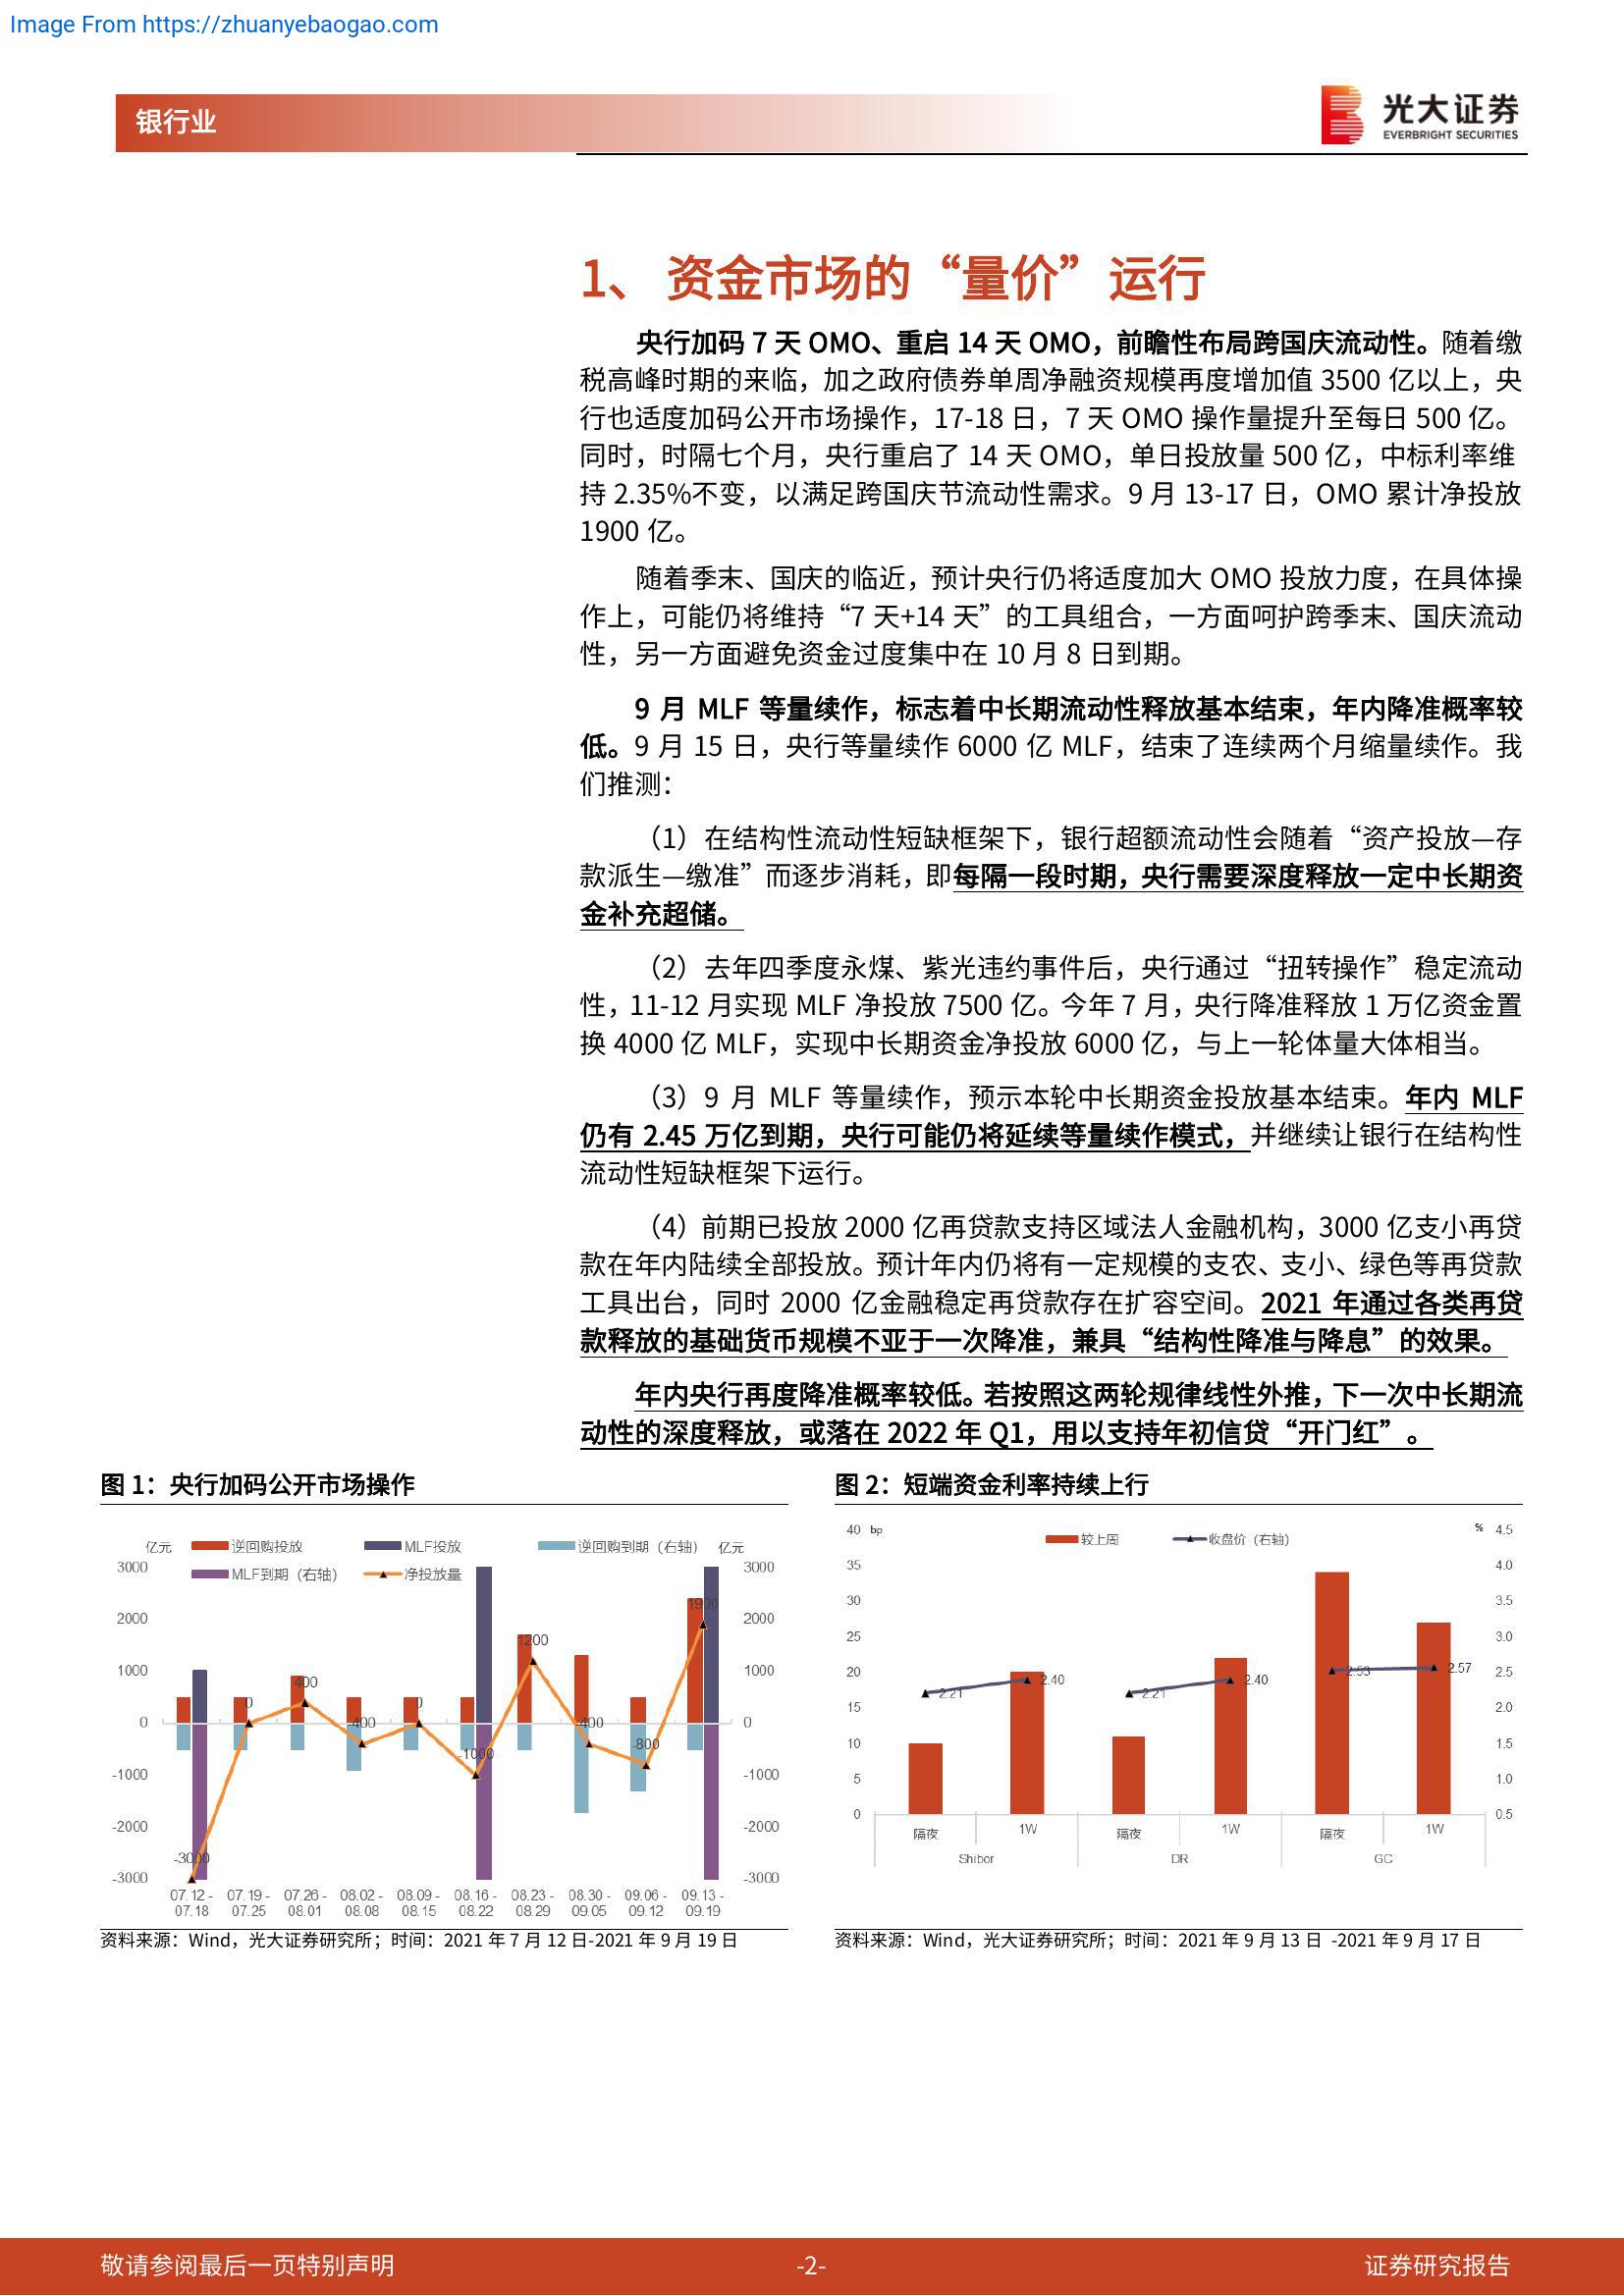 Image From https://zhuanyebaogao.com
银行业
光大证券
EVERBRIGHT SECURITIES
1、 资金市场的“量价”运行
央行加码 7 天 OMO、重启 14 天 OMO，前瞻性布局跨国庆流动性。随着缴
税高峰时期的来临，加之政府债券单周净融资规模再度增加值 3500 亿以上，央
行也适度加码公开市场操作，17-18 日，7 天 OMO 操作量提升至每日 500 亿。
同时，时隔七个月，央行重启了 14 天 OMO，单日投放量 500 亿，中标利率维
持 2.35%不变，以满足跨国庆节流动性需求。9 月 13-17 日，OMO 累计净投放
1900 亿。
随着季末、国庆的临近，预计央行仍将适度加大 OMO 投放力度，在具体操
作上，可能仍将维持“7 天+14 天”的工具组合，一方面呵护跨季末、国庆流动
性，另一方面避免资金过度集中在 10 月 8 日到期。
9 月 MLF 等量续作，标志着中长期流动性释放基本结束，年内降准概率较
低。9 月 15 日，央行等量续作 6000 亿 MLF，结束了连续两个月缩量续作。我
们推测：
（1）在结构性流动性短缺框架下，银行超额流动性会随着“资产投放—存
款派生—缴准”而逐步消耗，即每隔一段时期，央行需要深度释放一定中长期资
金补充超储。
（2）去年四季度永煤、紫光违约事件后，央行通过“扭转操作”稳定流动
性，11-12 月实现 MLF 净投放 7500 亿。今年 7 月，央行降准释放 1 万亿资金置
换 4000 亿 MLF，实现中长期资金净投放 6000 亿，与上一轮体量大体相当。
（3）9 月 MLF 等量续作，预示本轮中长期资金投放基本结束。年内 MLF
仍有 2.45 万亿到期，央行可能仍将延续等量续作模式，并继续让银行在结构性
流动性短缺框架下运行。
（4）前期已投放 2000 亿再贷款支持区域法人金融机构，3000 亿支小再贷
款在年内陆续全部投放。预计年内仍将有一定规模的支农、支小、绿色等再贷款
工具出台，同时 2000 亿金融稳定再贷款存在扩容空间。2021 年通过各类再贷
款释放的基础货币规模不亚于一次降准，兼具“结构性降准与降息”的效果。
年内央行再度降准概率较低。若按照这两轮规律线性外推，下一次中长期流
动性的深度释放，或落在 2022 年 Q1，用以支持年初信贷“开门红”。
图 1：央行加码公开市场操作
亿元 逆回购投放 MLF投放 逆回购到期（右轴） 亿元
MLF到期（右轴） 净投放量
3000 3000
2000 2000
1000 1000
0 0
-1000 -1000
-2000 -2000
-3000 -3000
-3000 0 400 -400 0 -1000 1200 -400 -800 1900
07.12 - 07.19 - 07.26 - 08.02 - 08.09 - 08.16 - 08.23 - 08.30 - 09.06 - 09.13 -
07.18 07.25 08.01 08.08 08.15 08.22 08.29 09.05 09.12 09.19
资料来源：Wind，光大证券研究所；时间：2021 年 7 月 12 日-2021 年 9 月 19 日
图 2：短端资金利率持续上行
40 bp % 4.5
较上周 收盘价（右轴）
35 4.0
30 3.5
25 3.0
20 2.5
15 2.0
10 1.5
5 1.0
0 0.5
2.21 2.40 2.21 2.40 2.53 2.57
隔夜 1W 隔夜 1W 隔夜 1W
Shibor DR GC
资料来源：Wind，光大证券研究所；时间：2021 年 9 月 13 日 -2021 年 9 月 17 日
敬请参阅最后一页特别声明 -2- 证券研究报告